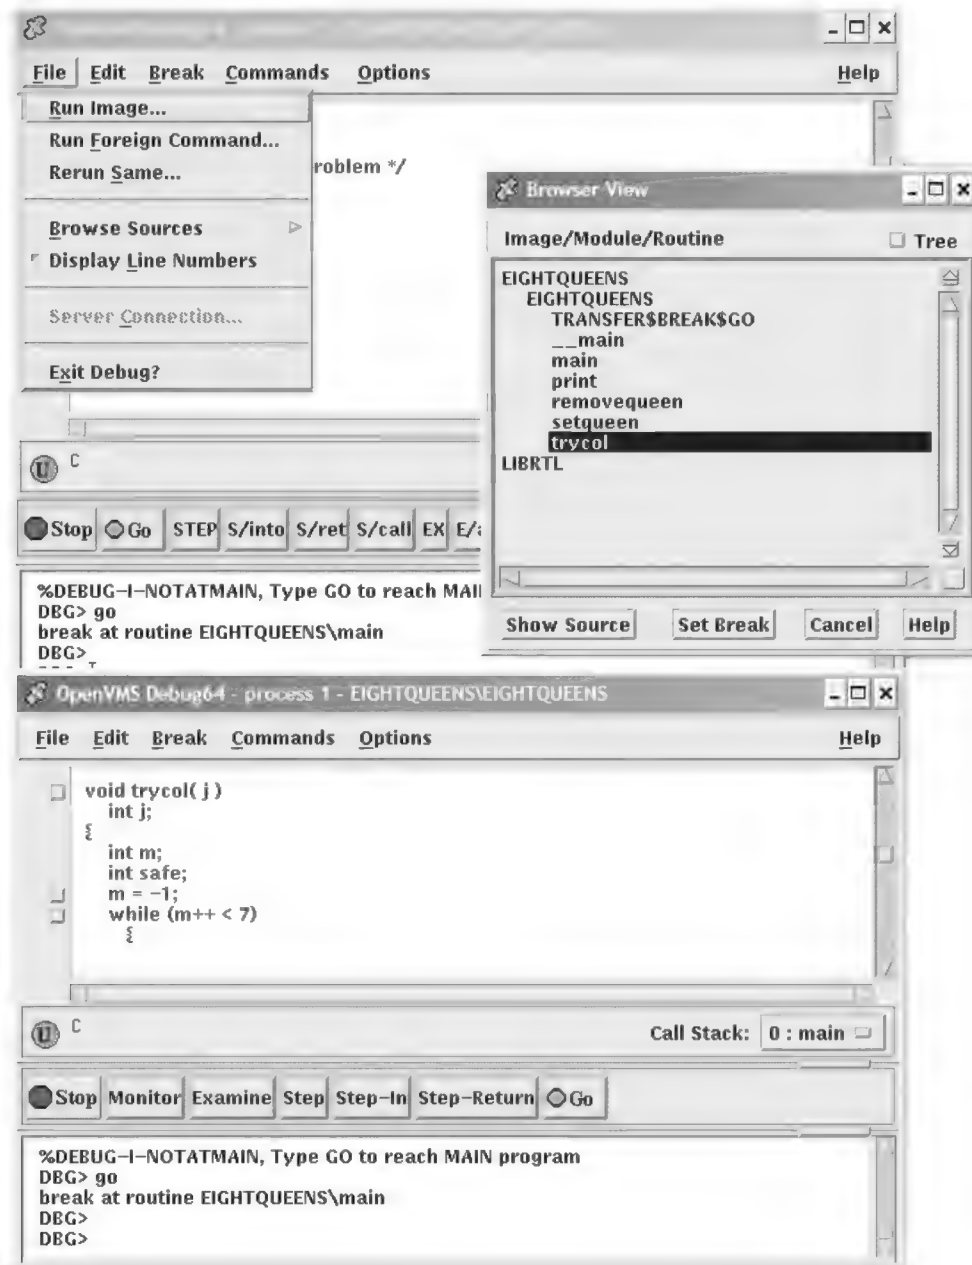 File Edit Break Commands Options Help
Run Image...
Run Foreign Command...
Rerun Same...
roblem */
Browse Sources
Display Line Numbers
Server Connection...
Exit Debug?
C
Stop Go STEP S/into S/ret S/call EX E/
%DEBUG-I-NOTATMAIN, Type GO to reach MAI
DBG> go
break at routine EIGHTQUEENS\main
DBG>
Browser View
Image/Module/Routine Tree
EIGHTQUEENS
EIGHTQUEENS
TRANSFER$BREAK$GO
__main
main
print
removequeen
setqueen
trycol
LIBRTL
Show Source Set Break Cancel Help
OpenVMS Debug64 - process 1 - EIGHTQUEENS\EIGHTQUEENS
File Edit Break Commands Options Help
void trycol( j )
int j;
{
int m;
int safe;
m = -1;
while (m++ < 7)
{
C
Call Stack: 0 : main
Stop Monitor Examine Step Step-In Step-Return Go
%DEBUG-I-NOTATMAIN, Type GO to reach MAIN program
DBG> go
break at routine EIGHTQUEENS\main
DBG>
DBG>